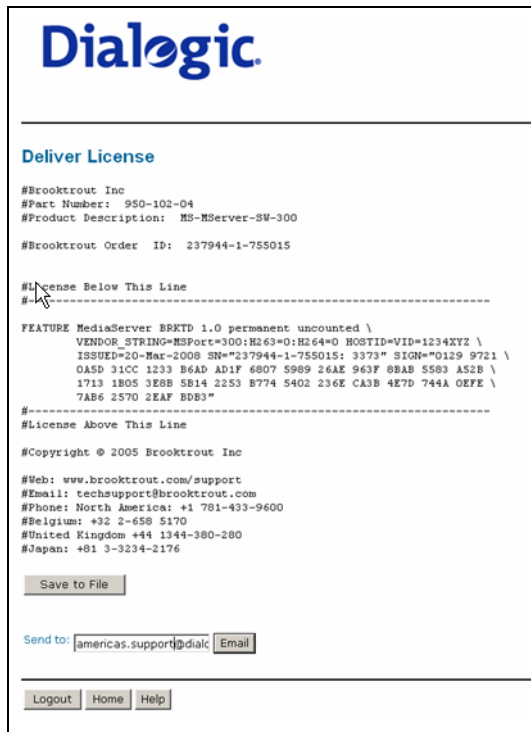 Dialogic.
Deliver License
#Brooktrout Inc
#Part Number:  950-102-04
#Product Description:  MS-MServer-SW-300
#Brooktrout Order  ID:  237944-1-755015
#License Below This Line
#------------------------------------------------------------------
FEATURE MediaServer BRKTD 1.0 permanent uncounted \
VENDOR_STRING=MSPort=300:H263=0:H264=0 HOSTID=VID=1234XYZ \
ISSUED=20-Mar-2008 SN="237944-1-755015: 3373" SIGN="0129 9721 \
0A5D 31CC 1233 B6AD AD1F 6807 5989 26AE 963F 8BAB 5583 A52B \
1713 1B05 3E8B 5B14 2253 B774 5402 236E CA3B 4E7D 744A 0EFE \
7AB6 2570 2EAF BDB3"
#------------------------------------------------------------------
#License Above This Line
#Copyright © 2005 Brooktrout Inc
#Web: www.brooktrout.com/support
#Email: techsupport@brooktrout.com
#Phone: North America: +1 781-433-9600
#Belgium: +32 2-658 5170
#United Kingdom +44 1344-380-280
#Japan: +81 3-3234-2176
Save to File
Send to: americas.support@dialc Email
Logout Home Help